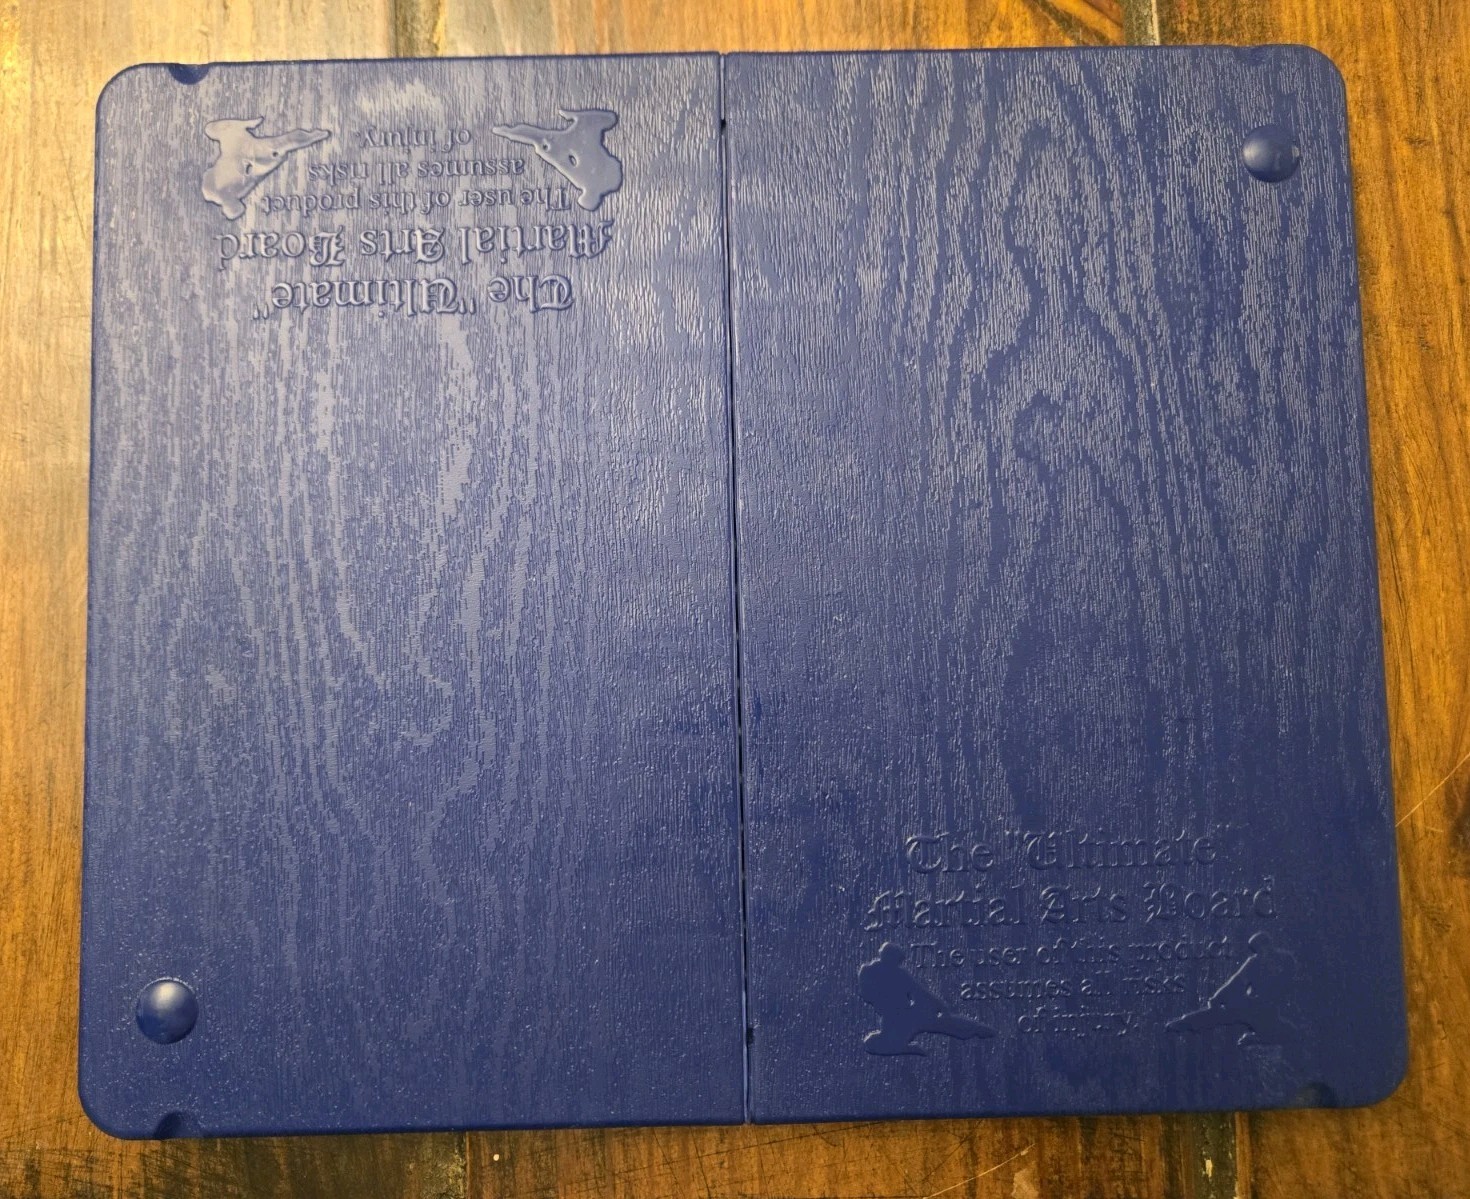 The "Ultimate"
Martial Arts Board
The user of this product
assumes all risks
of injury.
The "Ultimate"
Martial Arts Board
The user of this product
assumes all risks
of injury.